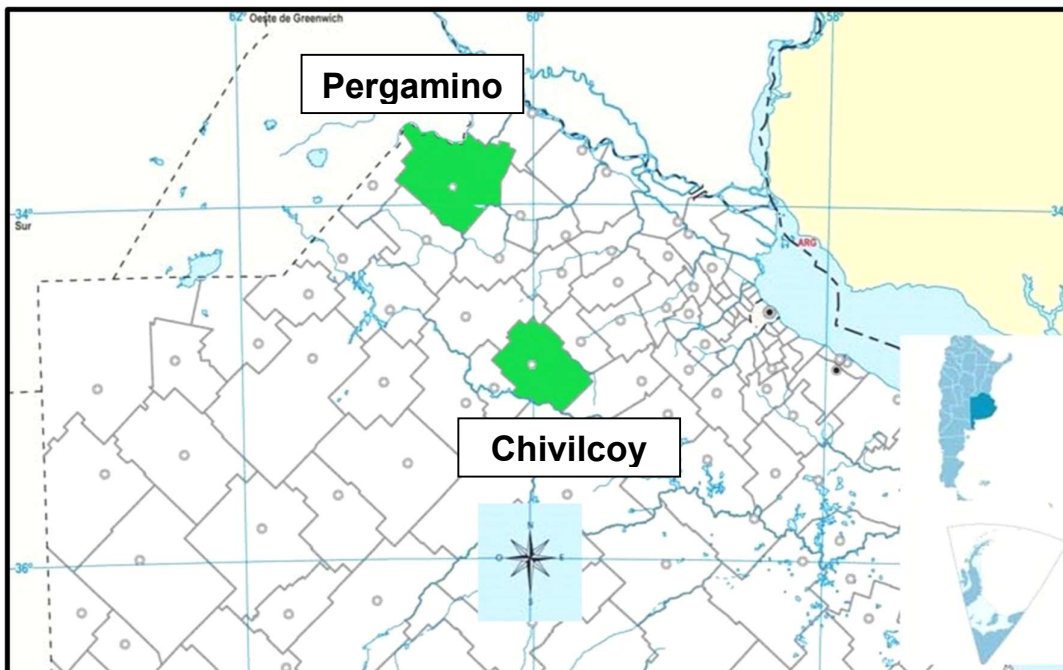 62°
Oeste de Greenwich
60°
58°
Pergamino
34°
34
Sur
ARG
Chivilcoy
N
O
E
S
36°